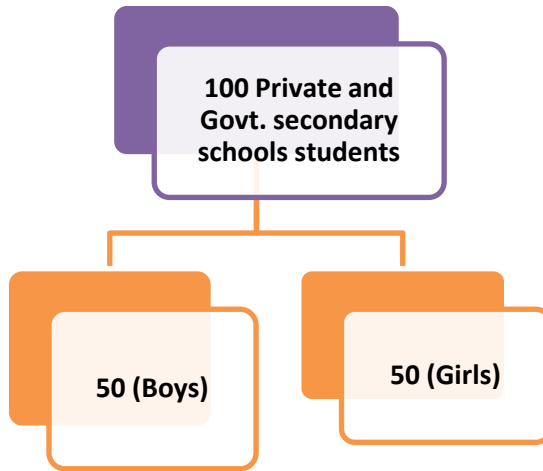 100 Private and
Govt. secondary
schools students
50 (Boys)
50 (Girls)